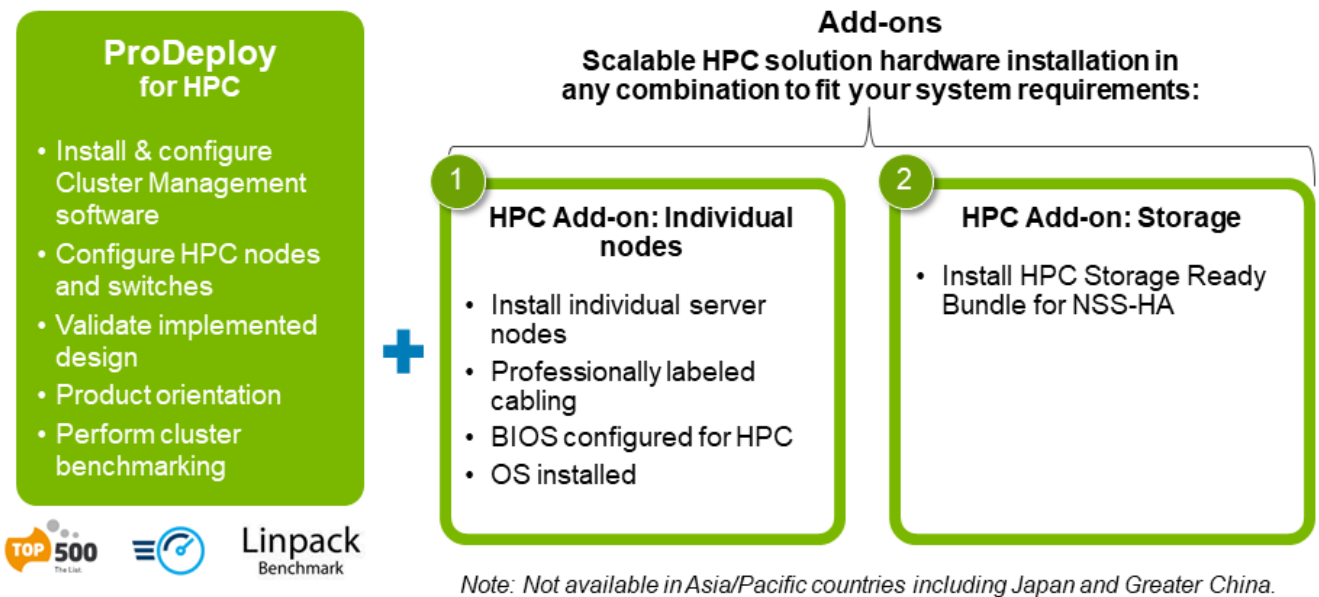 ProDeploy
for HPC
• Install & configure
Cluster Management
software
• Configure HPC nodes
and switches
• Validate implemented
design
• Product orientation
• Perform cluster
benchmarking
TOP 500
The List.
Linpack
Benchmark
Add-ons
Scalable HPC solution hardware installation in
any combination to fit your system requirements:
1
HPC Add-on: Individual
nodes
• Install individual server
nodes
• Professionally labeled
cabling
• BIOS configured for HPC
• OS installed
2
HPC Add-on: Storage
• Install HPC Storage Ready
Bundle for NSS-HA
Note: Not available in Asia/Pacific countries including Japan and Greater China.